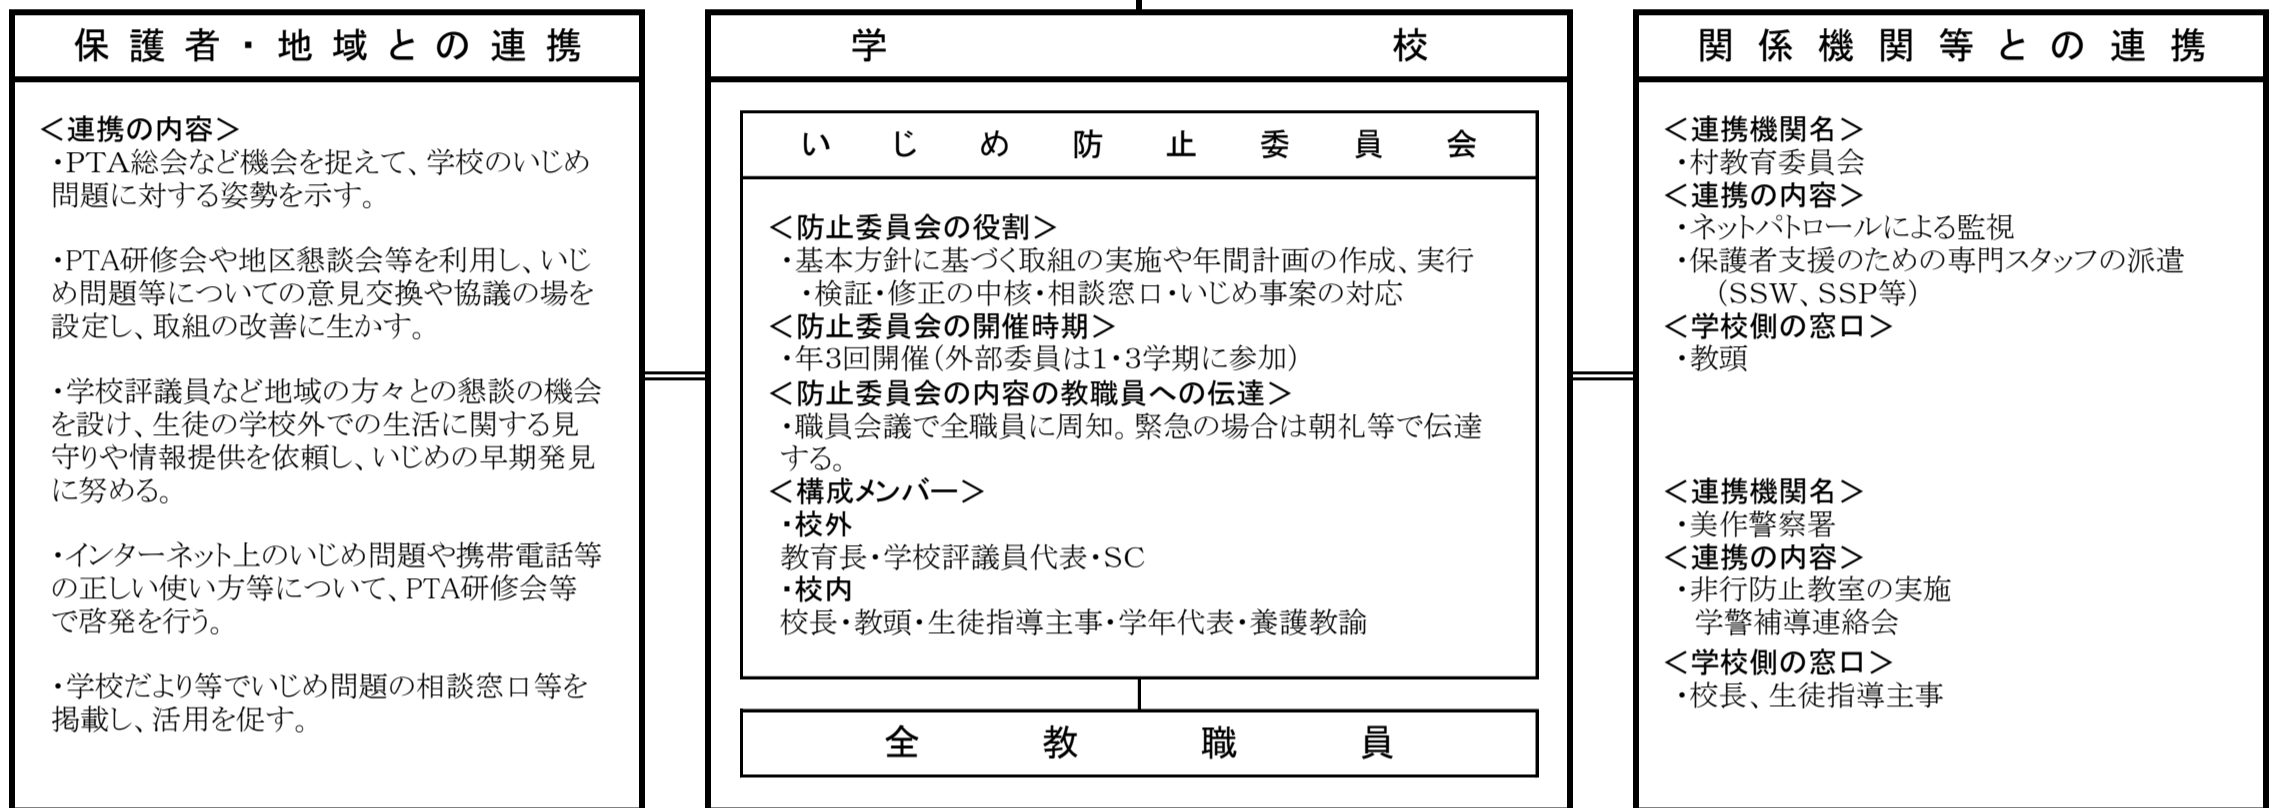 保護者・地域との連携
＜連携の内容＞
・PTA総会など機会を捉えて、学校のいじめ
問題に対する姿勢を示す。
・PTA研修会や地区懇談会等を利用し、いじ
め問題等についての意見交換や協議の場を
設定し、取組の改善に生かす。
・学校評議員など地域の方々との懇談の機会
を設け、生徒の学校外での生活に関する見
守りや情報提供を依頼し、いじめの早期発見
に努める。
・インターネット上のいじめ問題や携帯電話等
の正しい使い方等について、PTA研修会等
で啓発を行う。
・学校だより等でいじめ問題の相談窓口等を
掲載し、活用を促す。
学校
いじめ防止委員会
＜防止委員会の役割＞
・基本方針に基づく取組の実施や年間計画の作成、実行
・検証・修正の中核・相談窓口・いじめ事案の対応
＜防止委員会の開催時期＞
・年3回開催（外部委員は1・3学期に参加）
＜防止委員会の内容の教職員への伝達＞
・職員会議で全職員に周知。緊急の場合は朝礼等で伝達
する。
＜構成メンバー＞
・校外
教育長・学校評議員代表・SC
・校内
校長・教頭・生徒指導主事・学年代表・養護教諭
全教職員
関係機関等との連携
＜連携機関名＞
・村教育委員会
＜連携の内容＞
・ネットパトロールによる監視
・保護者支援のための専門スタッフの派遣
（SSW、SSP等）
＜学校側の窓口＞
・教頭
＜連携機関名＞
・美作警察署
＜連携の内容＞
・非行防止教室の実施
学警補導連絡会
＜学校側の窓口＞
・校長、生徒指導主事